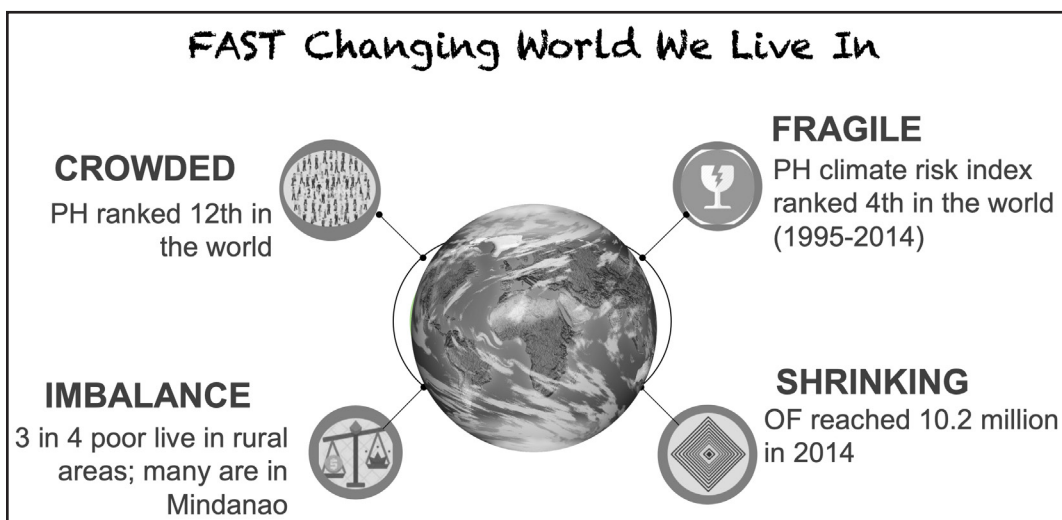 FAST Changing World We Live In
CROWDED
PH ranked 12th in
the world
FRAGILE
PH climate risk index
ranked 4th in the world
(1995-2014)
IMBALANCE
3 in 4 poor live in rural
areas; many are in
Mindanao
SHRINKING
OF reached 10.2 million
in 2014